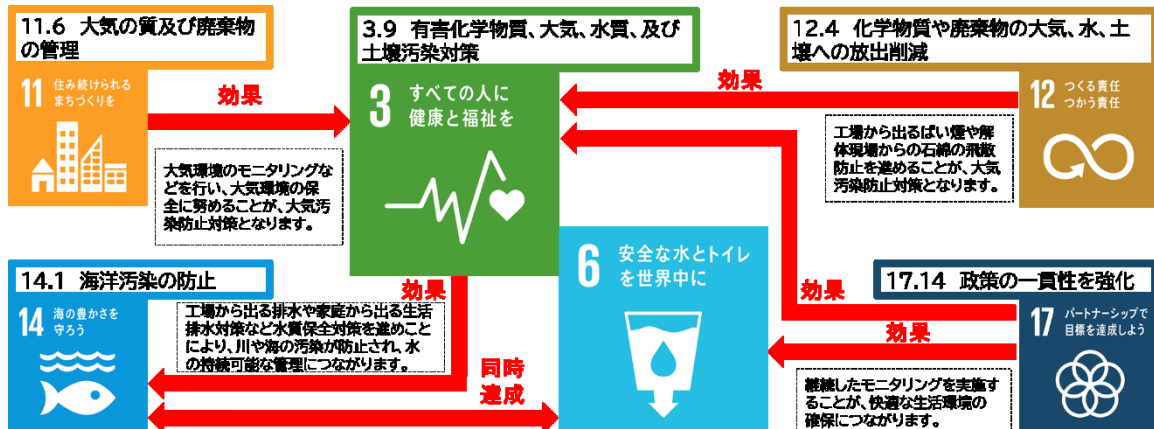 11.6 大気の質及び廃棄物
の管理
11 住み続けられる
まちづくりを
効果
大気環境のモニタリングな
どを行い、大気環境の保
全に努めることが、大気汚
染防止対策となります。
3.9 有害化学物質、大気、水質、及び
土壌汚染対策
3 すべての人に
健康と福祉を
12.4 化学物質や廃棄物の大気、水、土
壌への放出削減
効果
12 つくる責任
つかう責任
工場から出るばい煙や解
体現場からの石綿の飛散
防止を進めることが、大気
汚染防止対策となります。
14.1 海洋汚染の防止
14 海の豊かさを
守ろう
効果
工場から出る排水や家庭から出る生活
排水対策など水質保全対策を進めこと
により、川や海の汚染が防止され、水
の持続可能な管理につながります。
同時
達成
6 安全な水とトイレ
を世界中に
17.14 政策の一貫性を強化
効果
17 パートナーシップで
目標を達成しよう
効果
継続したモニタリングを実施す
ることが、快適な生活環境の
確保につながります。